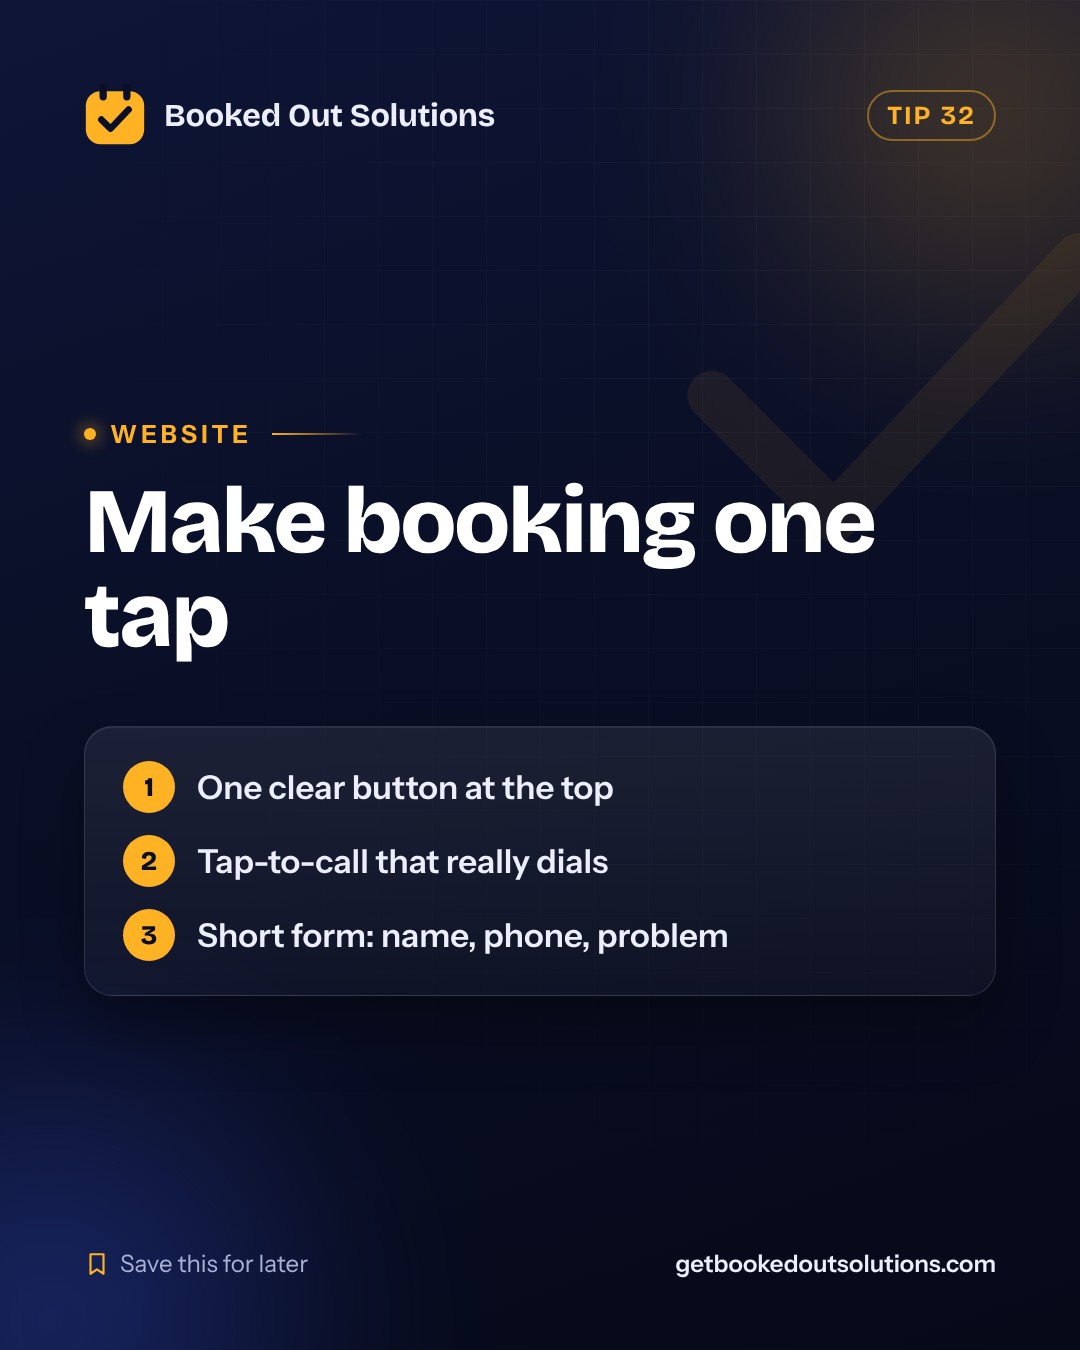 Booked Out Solutions
TIP 32
WEBSITE
Make booking one
tap
1 One clear button at the top
2 Tap-to-call that really dials
3 Short form: name, phone, problem
Save this for later
getbookedoutsolutions.com